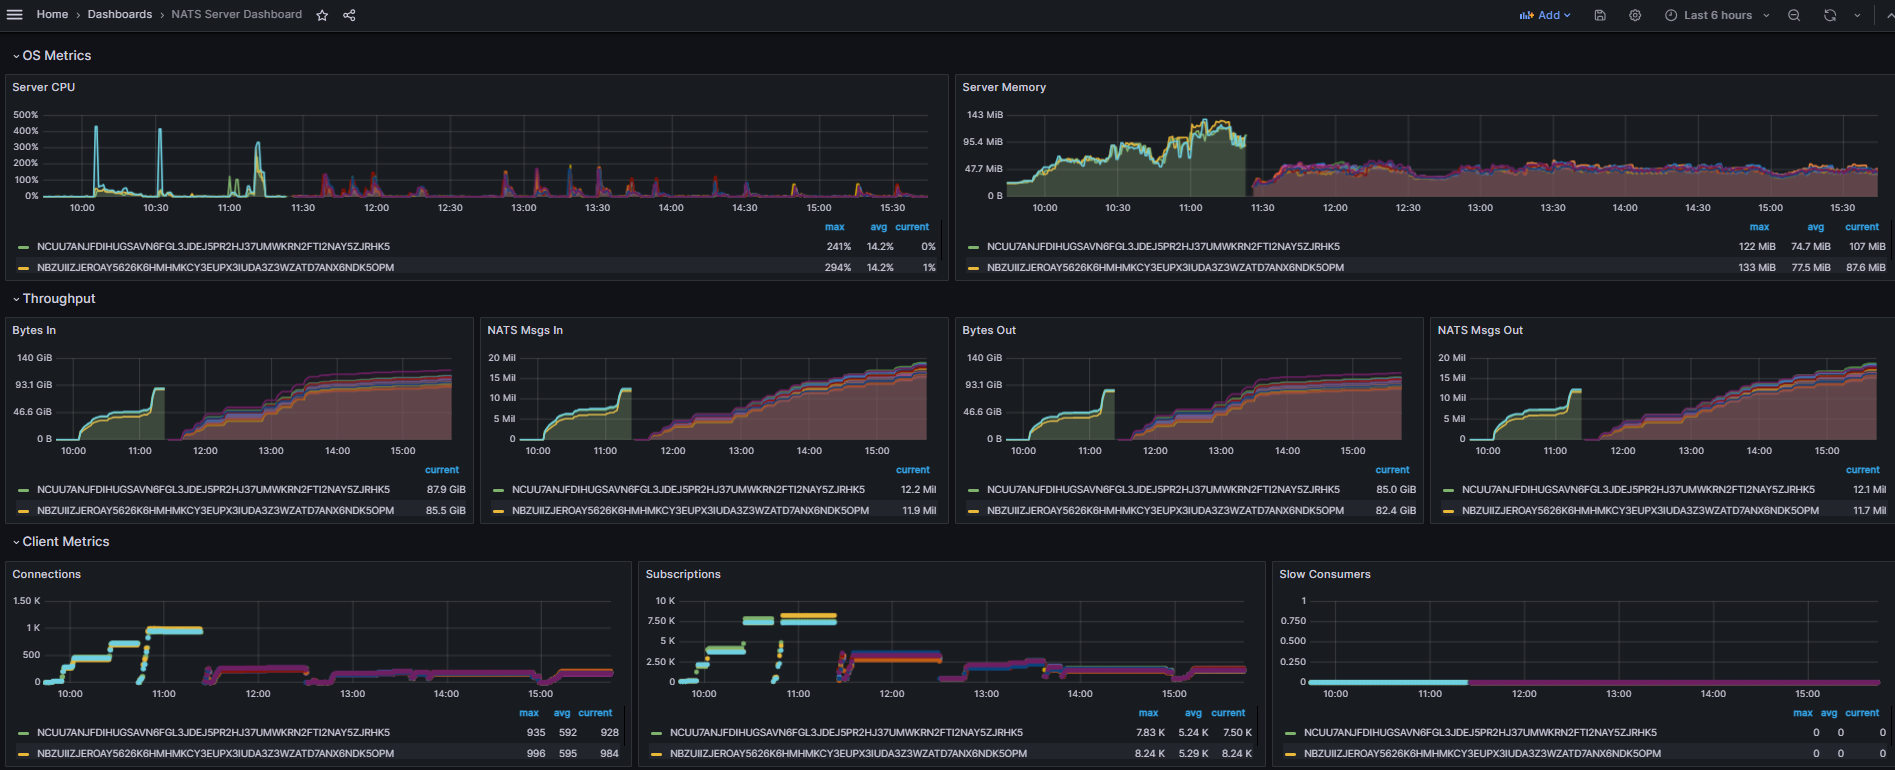 Home › Dashboards › NATS Server Dashboard
Add
Last 6 hours
OS Metrics
Server CPU
500%
400%
300%
200%
100%
0%
10:00 10:30 11:00 11:30 12:00 12:30 13:00 13:30 14:00 14:30 15:00 15:30
max avg current
NCUU7ANJFDIHUGSAVN6FGL3JDEJ5PR2HJ37UMWKRN2FTI2NAY5ZJRHK5 241% 14.2% 0%
NBZUIIZJEROAY5626K6HMHMKCY3EUPX3IUDA3Z3WZATD7ANX6NDK5OPM 294% 14.2% 1%
Server Memory
143 MiB
95.4 MiB
47.7 MiB
0 B
10:00 10:30 11:00 11:30 12:00 12:30 13:00 13:30 14:00 14:30 15:00 15:30
max avg current
NCUU7ANJFDIHUGSAVN6FGL3JDEJ5PR2HJ37UMWKRN2FTI2NAY5ZJRHK5 122 MiB 74.7 MiB 107 MiB
NBZUIIZJEROAY5626K6HMHMKCY3EUPX3IUDA3Z3WZATD7ANX6NDK5OPM 133 MiB 77.5 MiB 87.6 MiB
Throughput
Bytes In
140 GiB
93.1 GiB
46.6 GiB
0 B
10:00 11:00 12:00 13:00 14:00 15:00
current
NCUU7ANJFDIHUGSAVN6FGL3JDEJ5PR2HJ37UMWKRN2FTI2NAY5ZJRHK5 87.9 GiB
NBZUIIZJEROAY5626K6HMHMKCY3EUPX3IUDA3Z3WZATD7ANX6NDK5OPM 85.5 GiB
NATS Msgs In
20 Mil
15 Mil
10 Mil
5 Mil
0
10:00 11:00 12:00 13:00 14:00 15:00
current
NCUU7ANJFDIHUGSAVN6FGL3JDEJ5PR2HJ37UMWKRN2FTI2NAY5ZJRHK5 12.2 Mil
NBZUIIZJEROAY5626K6HMHMKCY3EUPX3IUDA3Z3WZATD7ANX6NDK5OPM 11.9 Mil
Bytes Out
140 GiB
93.1 GiB
46.6 GiB
0 B
10:00 11:00 12:00 13:00 14:00 15:00
current
NCUU7ANJFDIHUGSAVN6FGL3JDEJ5PR2HJ37UMWKRN2FTI2NAY5ZJRHK5 85.0 GiB
NBZUIIZJEROAY5626K6HMHMKCY3EUPX3IUDA3Z3WZATD7ANX6NDK5OPM 82.4 GiB
NATS Msgs Out
20 Mil
15 Mil
10 Mil
5 Mil
0
10:00 11:00 12:00 13:00 14:00 15:00
current
NCUU7ANJFDIHUGSAVN6FGL3JDEJ5PR2HJ37UMWKRN2FTI2NAY5ZJRHK5 12.1 Mil
NBZUIIZJEROAY5626K6HMHMKCY3EUPX3IUDA3Z3WZATD7ANX6NDK5OPM 11.7 Mil
Client Metrics
Connections
1.50 K
1 K
500
0
10:00 11:00 12:00 13:00 14:00 15:00
max avg current
NCUU7ANJFDIHUGSAVN6FGL3JDEJ5PR2HJ37UMWKRN2FTI2NAY5ZJRHK5 935 592 928
NBZUIIZJEROAY5626K6HMHMKCY3EUPX3IUDA3Z3WZATD7ANX6NDK5OPM 996 595 984
Subscriptions
10 K
7.50 K
5 K
2.50 K
0
10:00 11:00 12:00 13:00 14:00 15:00
max avg current
NCUU7ANJFDIHUGSAVN6FGL3JDEJ5PR2HJ37UMWKRN2FTI2NAY5ZJRHK5 7.83 K 5.24 K 7.50 K
NBZUIIZJEROAY5626K6HMHMKCY3EUPX3IUDA3Z3WZATD7ANX6NDK5OPM 8.24 K 5.29 K 8.24 K
Slow Consumers
1
0.750
0.500
0.250
0
10:00 11:00 12:00 13:00 14:00 15:00
max avg current
NCUU7ANJFDIHUGSAVN6FGL3JDEJ5PR2HJ37UMWKRN2FTI2NAY5ZJRHK5 0 0 0
NBZUIIZJEROAY5626K6HMHMKCY3EUPX3IUDA3Z3WZATD7ANX6NDK5OPM 0 0 0